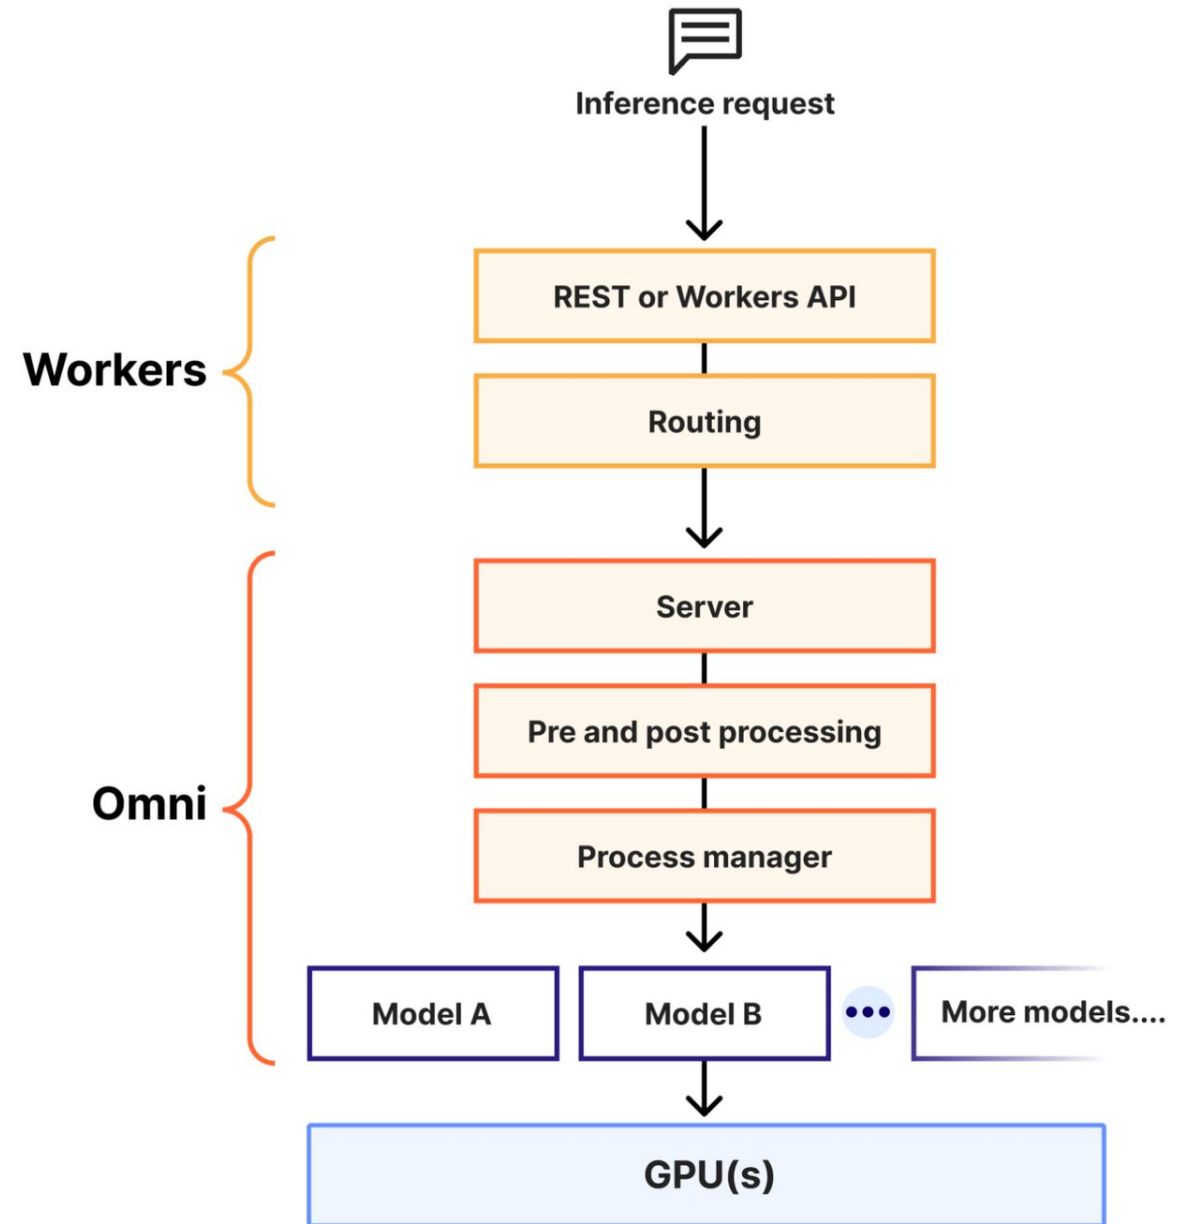 Inference request
REST or Workers API
Workers
Routing
Server
Pre and post processing
Omni
Process manager
Model A
Model B
More models....
GPU(s)